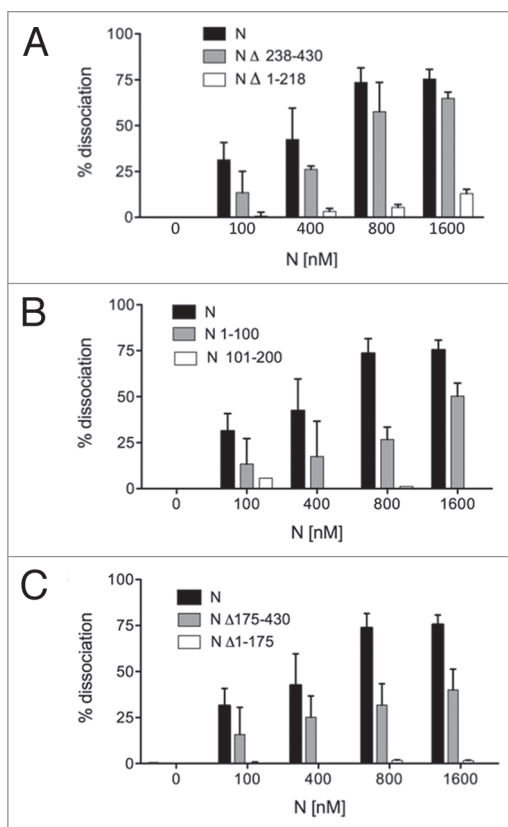 A
N
N Δ 238-430
N Δ 1-218
100
75
50
25
0
% dissociation
0 100 400 800 1600
N [nM]
B
N
N 1-100
N 101-200
100
75
50
25
0
% dissociation
0 100 400 800 1600
N [nM]
C
N
N Δ175-430
N Δ1-175
100
75
50
25
0
% dissociation
0 100 400 800 1600
N [nM]